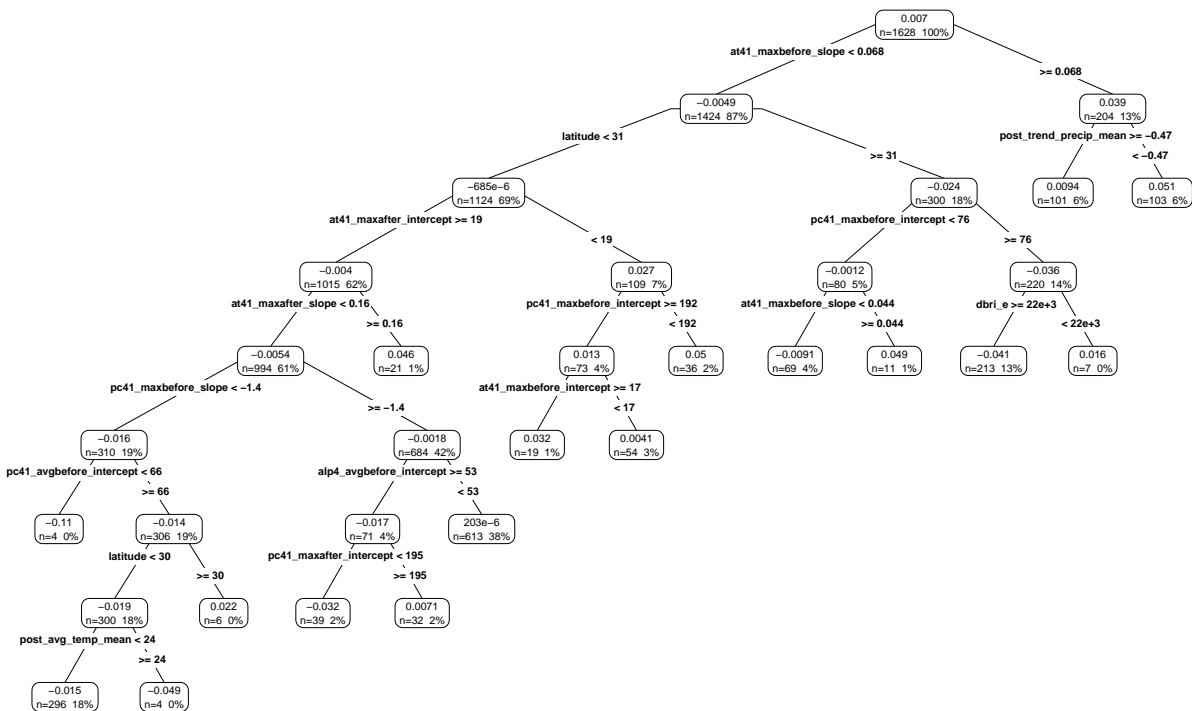 0.007
n=1628 100%
at41_maxbefore_slope < 0.068
>= 0.068
−0.0049
n=1424 87%
0.039
n=204 13%
latitude < 31
>= 31
post_trend_precip_mean >= −0.47
< −0.47
−685e−6
n=1124 69%
−0.024
n=300 18%
0.0094
n=101 6%
0.051
n=103 6%
at41_maxafter_intercept >= 19
< 19
pc41_maxbefore_intercept < 76
>= 76
−0.004
n=1015 62%
0.027
n=109 7%
−0.0012
n=80 5%
−0.036
n=220 14%
at41_maxafter_slope < 0.16
>= 0.16
pc41_maxbefore_intercept >= 192
< 192
at41_maxbefore_slope < 0.044
>= 0.044
dbri_e >= 22e+3
< 22e+3
−0.0054
n=994 61%
0.046
n=21 1%
0.013
n=73 4%
0.05
n=36 2%
−0.0091
n=69 4%
0.049
n=11 1%
−0.041
n=213 13%
0.016
n=7 0%
pc41_maxbefore_slope < −1.4
>= −1.4
at41_maxbefore_intercept >= 17
< 17
−0.016
n=310 19%
−0.0018
n=684 42%
0.032
n=19 1%
0.0041
n=54 3%
pc41_avgbefore_intercept < 66
>= 66
alp4_avgbefore_intercept >= 53
< 53
−0.11
n=4 0%
−0.014
n=306 19%
−0.017
n=71 4%
203e−6
n=613 38%
latitude < 30
>= 30
pc41_maxafter_intercept < 195
>= 195
−0.019
n=300 18%
0.022
n=6 0%
−0.032
n=39 2%
0.0071
n=32 2%
post_avg_temp_mean < 24
>= 24
−0.015
n=296 18%
−0.049
n=4 0%